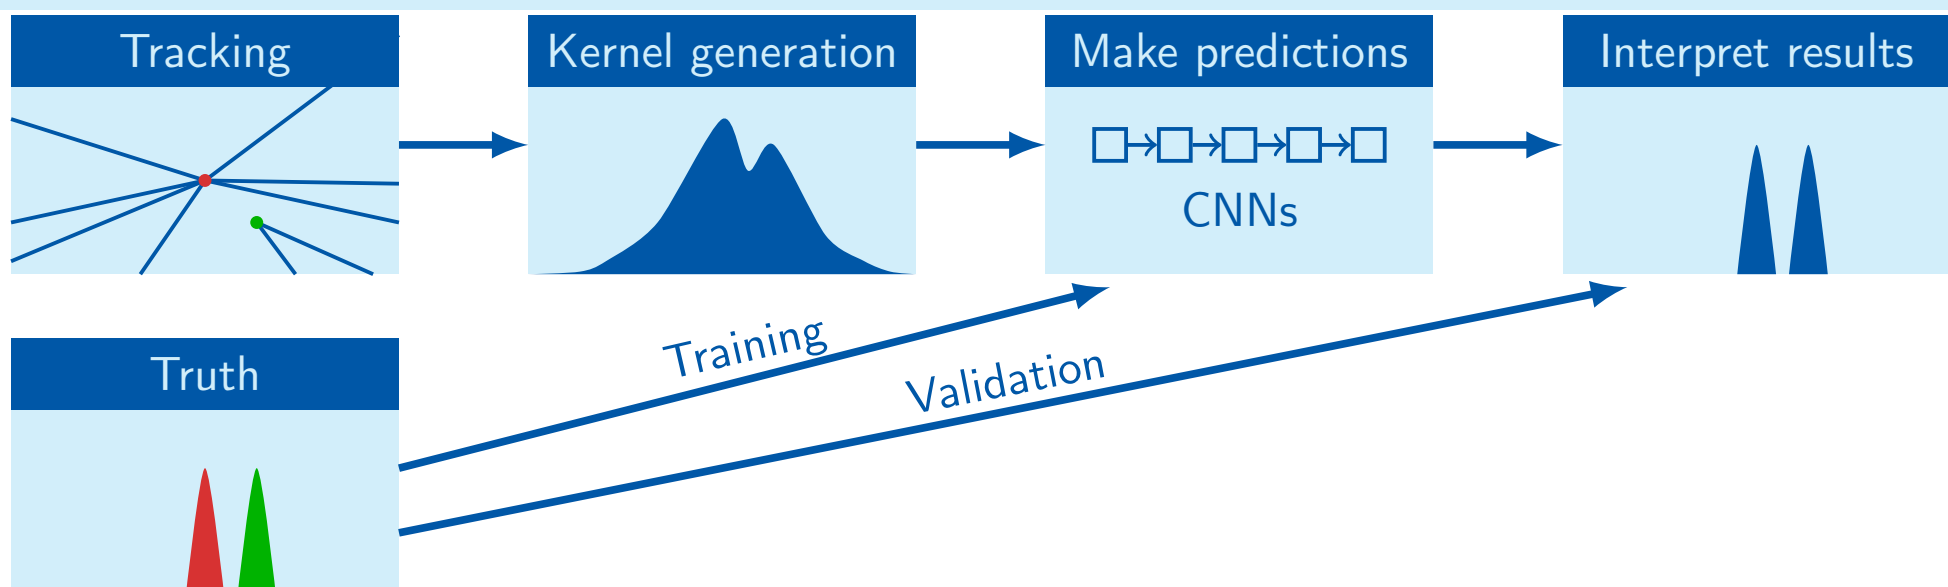 Tracking
Kernel generation
Make predictions
Interpret results
CNNs
Training
Validation
Truth